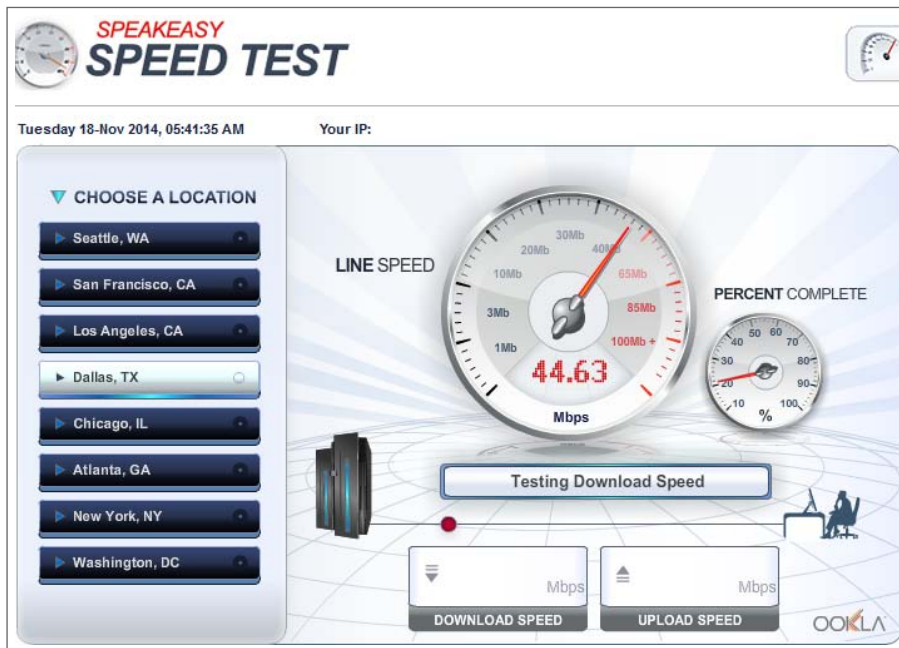 SPEAKEASY
SPEED TEST
Tuesday 18-Nov 2014, 05:41:35 AM
Your IP:
CHOOSE A LOCATION
Seattle, WA
San Francisco, CA
Los Angeles, CA
Dallas, TX
Chicago, IL
Atlanta, GA
New York, NY
Washington, DC
LINE SPEED
1Mb
3Mb
10Mb
20Mb
30Mb
40Mb
65Mb
85Mb
100Mb +
44.63
Mbps
PERCENT COMPLETE
10
20
30
40
50
60
70
80
90
100
%
Testing Download Speed
Mbps
DOWNLOAD SPEED
Mbps
UPLOAD SPEED
OOKLA